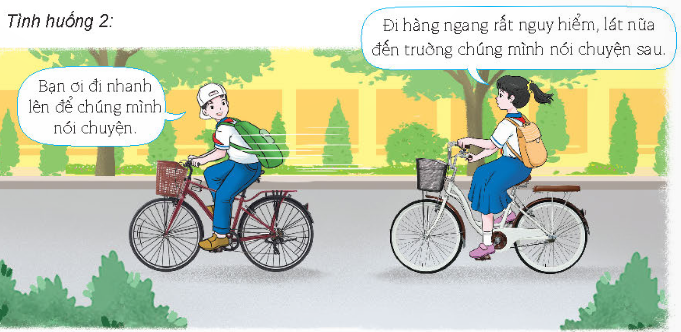 Tình huống 2:
Bạn ơi đi nhanh
lên để chúng mình
nói chuyện.
Đi hàng ngang rất nguy hiểm, lát nữa
đến trường chúng mình nói chuyện sau.